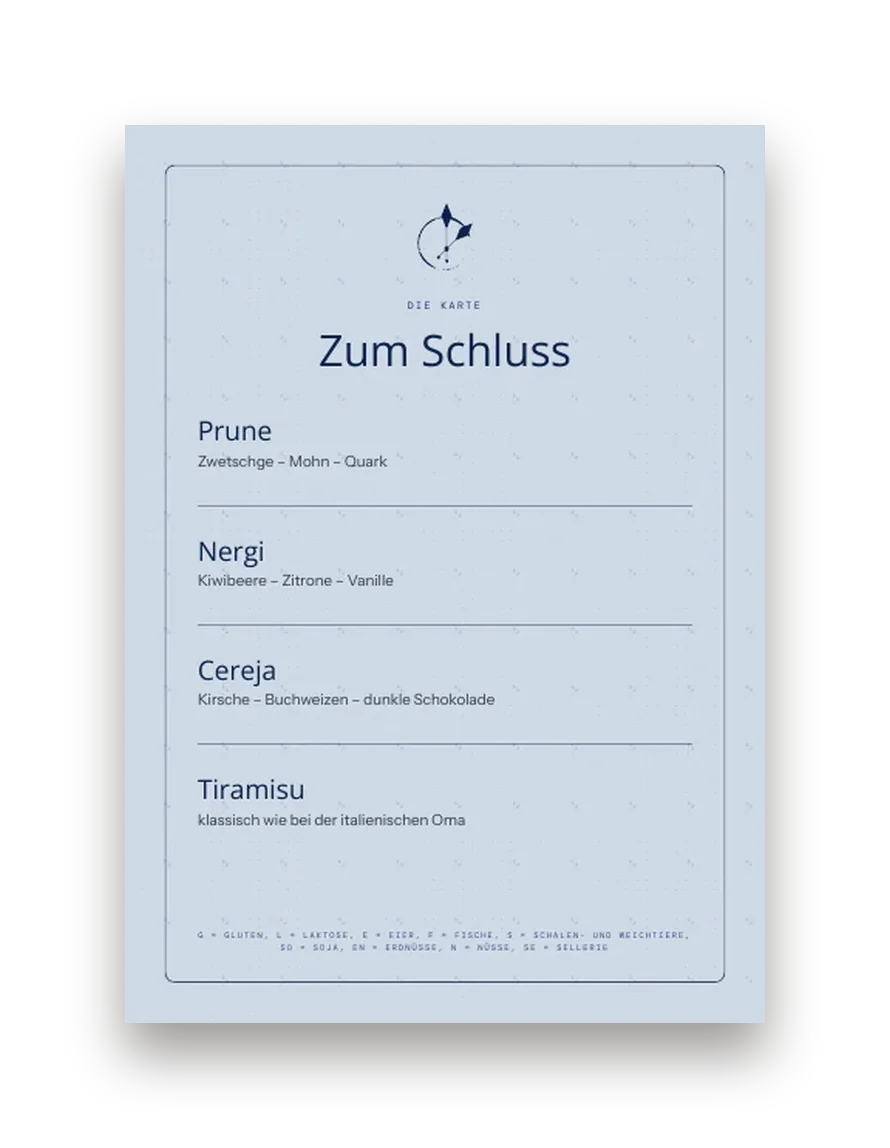 DIE KARTE
Zum Schluss
Prune
Zwetschge – Mohn – Quark
Nergi
Kiwibeere – Zitrone – Vanille
Cereja
Kirsche – Buchweizen – dunkle Schokolade
Tiramisu
klassisch wie bei der italienischen Oma
G = GLUTEN, L = LAKTOSE, E = EIER, F = FISCHE, S = SCHALEN- UND WEICHTIERE,
SO = SOJA, EN = ERDNÜSSE, N = NÜSSE, SE = SELLERIE